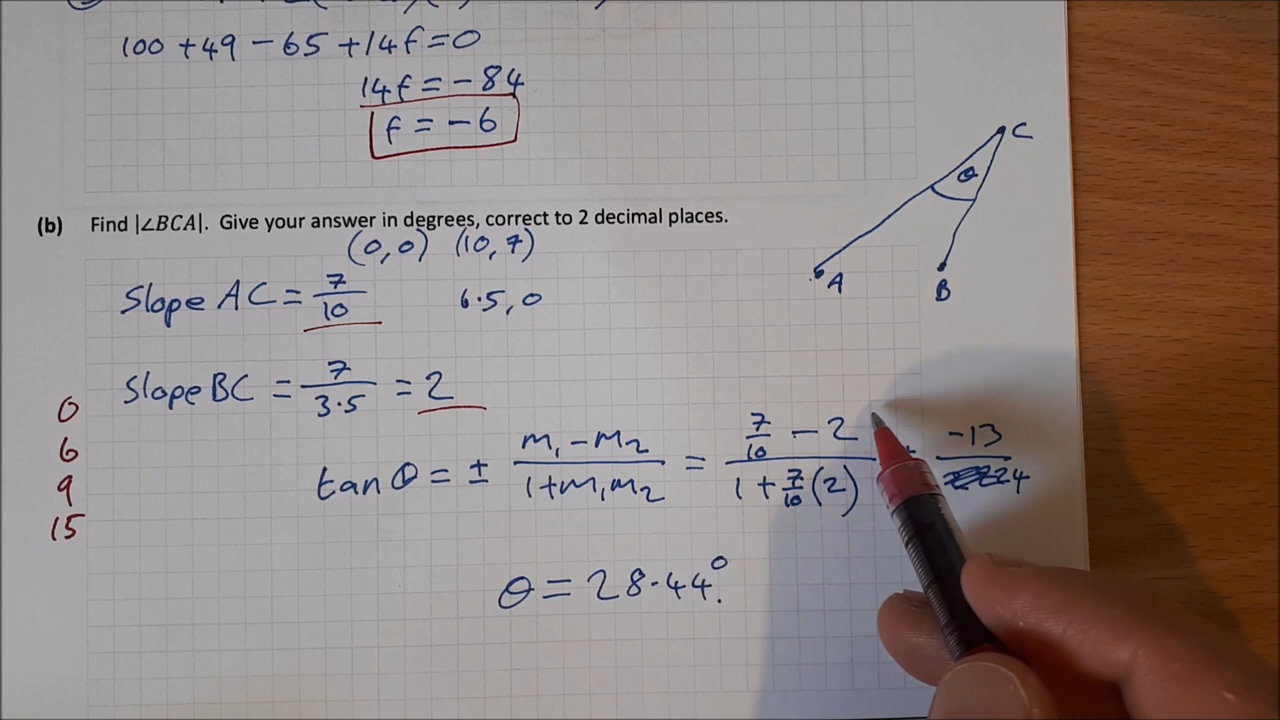 100 + 49 - 65 + 14f = 0
14f = -84
f = -6
(b) Find |∠BCA|. Give your answer in degrees, correct to 2 decimal places.
(0,0) (10,7)
Slope AC = 7/10
6.5, 0
Slope BC = 7/3.5 = 2
tan θ = ± m₁ - m₂ / 1 + m₁m₂ = 7/10 - 2 / 1 + 7/10 (2)
-13 / 24
θ = 28.44°.
0
6
9
15
C
θ
A
B